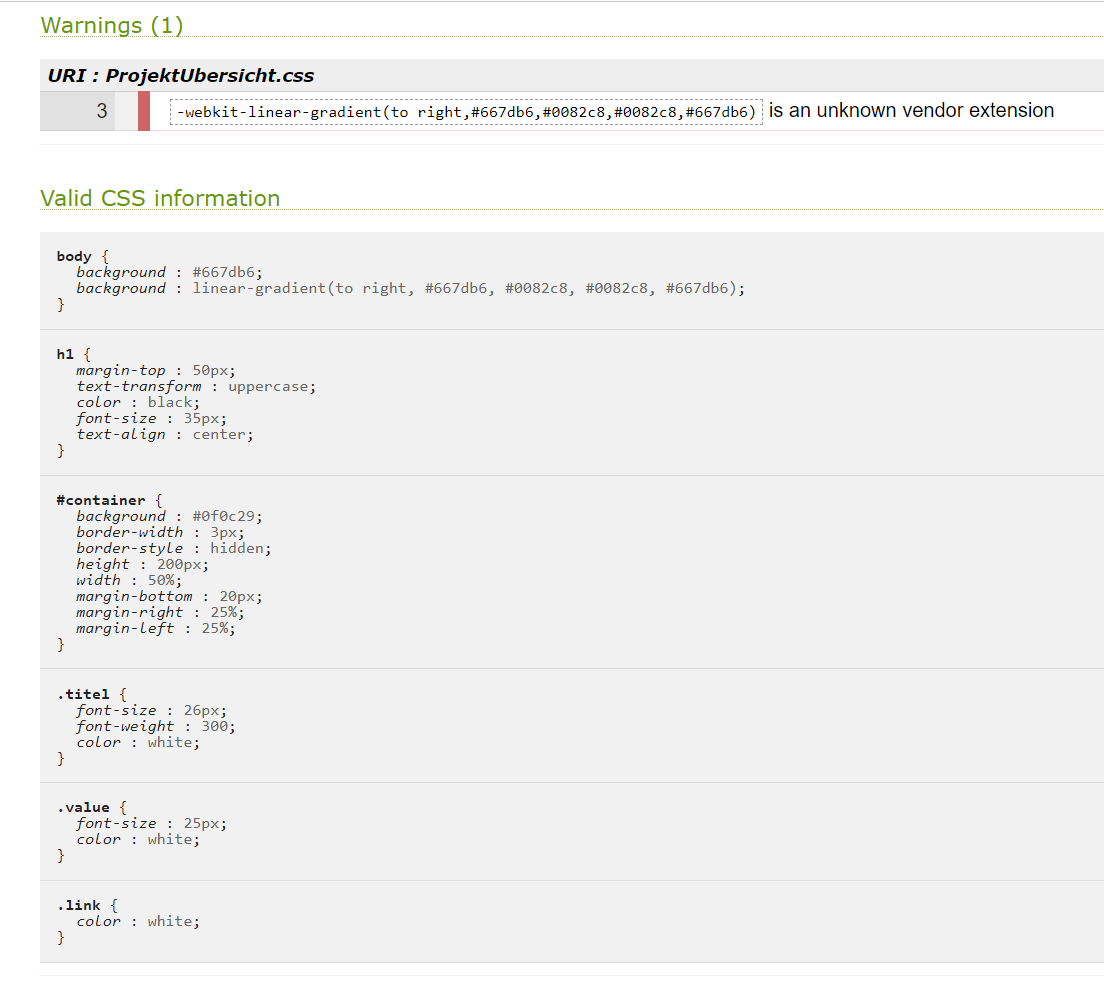 Warnings (1)
URI : ProjektUbersicht.css
3 -webkit-linear-gradient(to right,#667db6,#0082c8,#0082c8,#667db6) is an unknown vendor extension
Valid CSS information
body {
background : #667db6;
background : linear-gradient(to right, #667db6, #0082c8, #0082c8, #667db6);
}
h1 {
margin-top : 50px;
text-transform : uppercase;
color : black;
font-size : 35px;
text-align : center;
}
#container {
background : #0f0c29;
border-width : 3px;
border-style : hidden;
height : 200px;
width : 50%;
margin-bottom : 20px;
margin-right : 25%;
margin-left : 25%;
}
.titel {
font-size : 26px;
font-weight : 300;
color : white;
}
.value {
font-size : 25px;
color : white;
}
.link {
color : white;
}